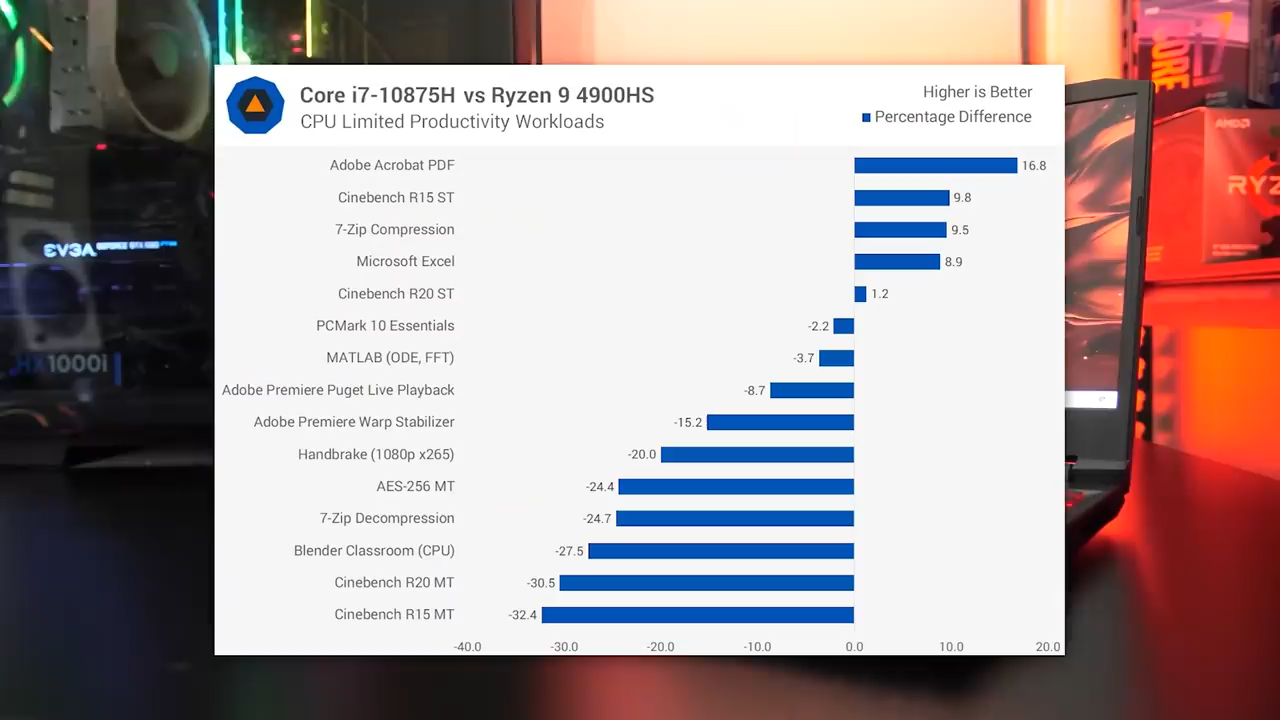 Core i7-10875H vs Ryzen 9 4900HS
CPU Limited Productivity Workloads
Higher is Better
Percentage Difference
Adobe Acrobat PDF 16.8
Cinebench R15 ST 9.8
7-Zip Compression 9.5
Microsoft Excel 8.9
Cinebench R20 ST 1.2
PCMark 10 Essentials -2.2
MATLAB (ODE, FFT) -3.7
Adobe Premiere Puget Live Playback -8.7
Adobe Premiere Warp Stabilizer -15.2
Handbrake (1080p x265) -20.0
AES-256 MT -24.4
7-Zip Decompression -24.7
Blender Classroom (CPU) -27.5
Cinebench R20 MT -30.5
Cinebench R15 MT -32.4
-40.0 -30.0 -20.0 -10.0 0.0 10.0 20.0
EVGA
HX1000i
CORE i7
AMD
RYZ